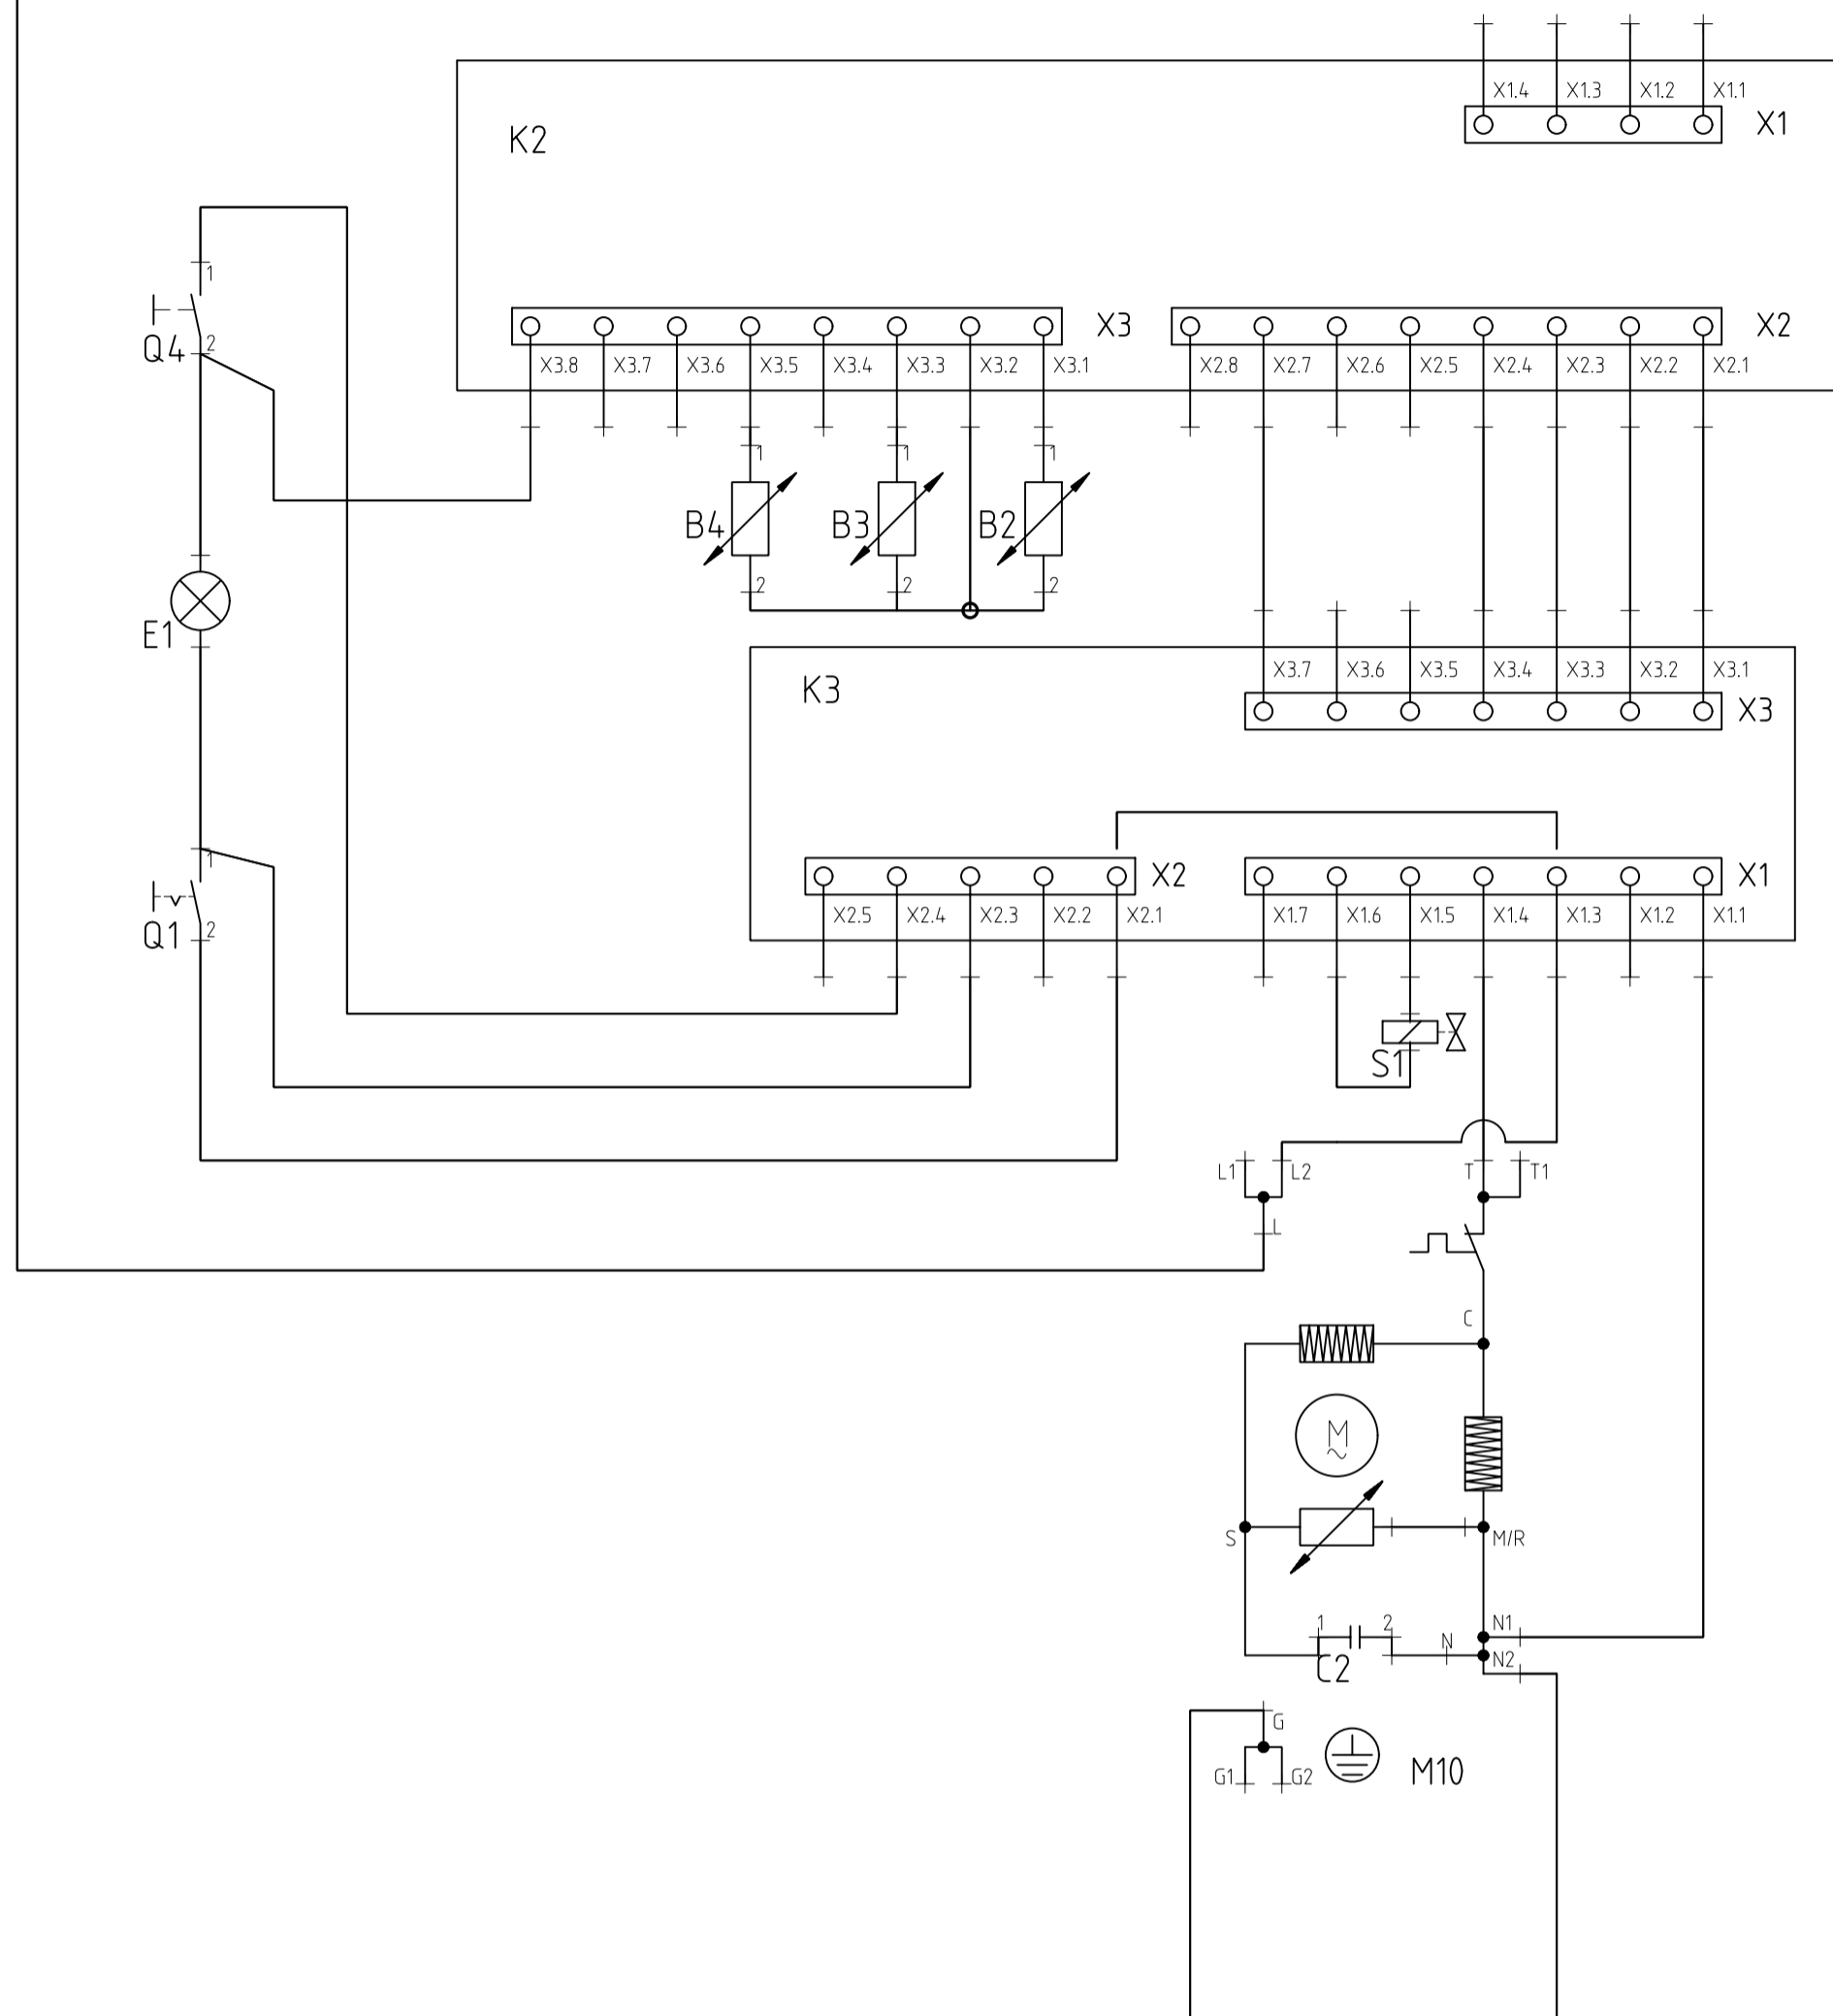 X1.4 X1.3 X1.2 X1.1
K2 X1
1
Q4 2
X3 X2
X3.8 X3.7 X3.6 X3.5 X3.4 X3.3 X3.2 X3.1 X2.8 X2.7 X2.6 X2.5 X2.4 X2.3 X2.2 X2.1
1 1 1
B4 B3 B2
2 2 2
E1
X3.7 X3.6 X3.5 X3.4 X3.3 X3.2 X3.1
K3 X3
1
Q1 2
X2 X1
X2.5 X2.4 X2.3 X2.2 X2.1 X1.7 X1.6 X1.5 X1.4 X1.3 X1.2 X1.1
S1
L1 L2 T T1
L
C
M
~
S M/R
1 2 N N1
C2 N2
G
G1 G2 M10